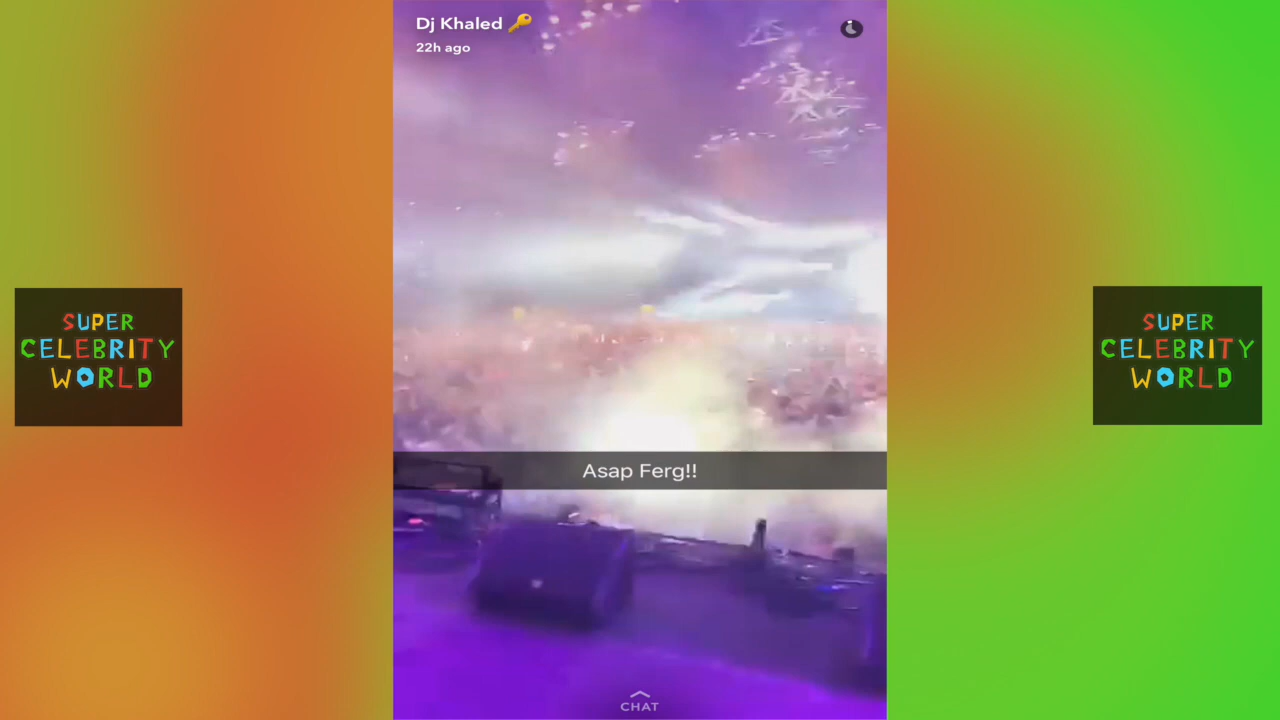 Dj Khaled 🔑
22h ago
SUPER
CELEBRITY
WORLD
SUPER
CELEBRITY
WORLD
Asap Ferg!!
CHAT